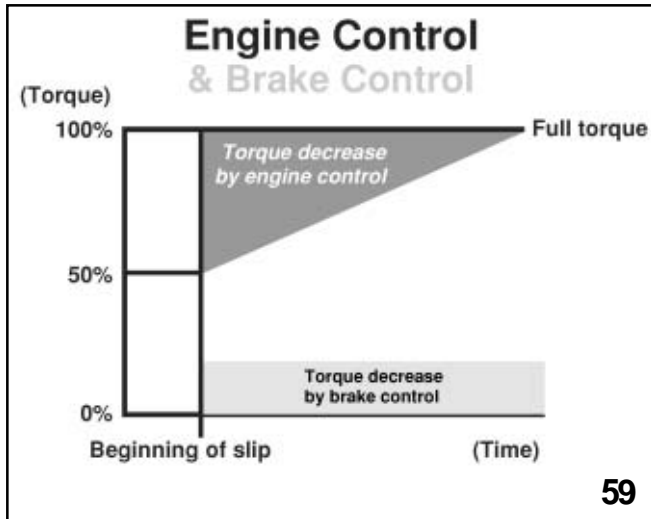 Engine Control
& Brake Control
(Torque)
100%
Full torque
Torque decrease
by engine control
50%
Torque decrease
by brake control
0%
Beginning of slip
(Time)
59